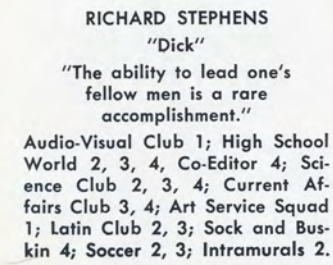 RICHARD STEPHENS
"Dick"
"The ability to lead one's
fellow men is a rare
accomplishment."
Audio-Visual Club 1; High School
World 2, 3, 4, Co-Editor 4; Sci-
ence Club 2, 3, 4; Current Af-
fairs Club 3, 4; Art Service Squad
1; Latin Club 2, 3; Sock and Bus-
kin 4; Soccer 2, 3; Intramurals 2.